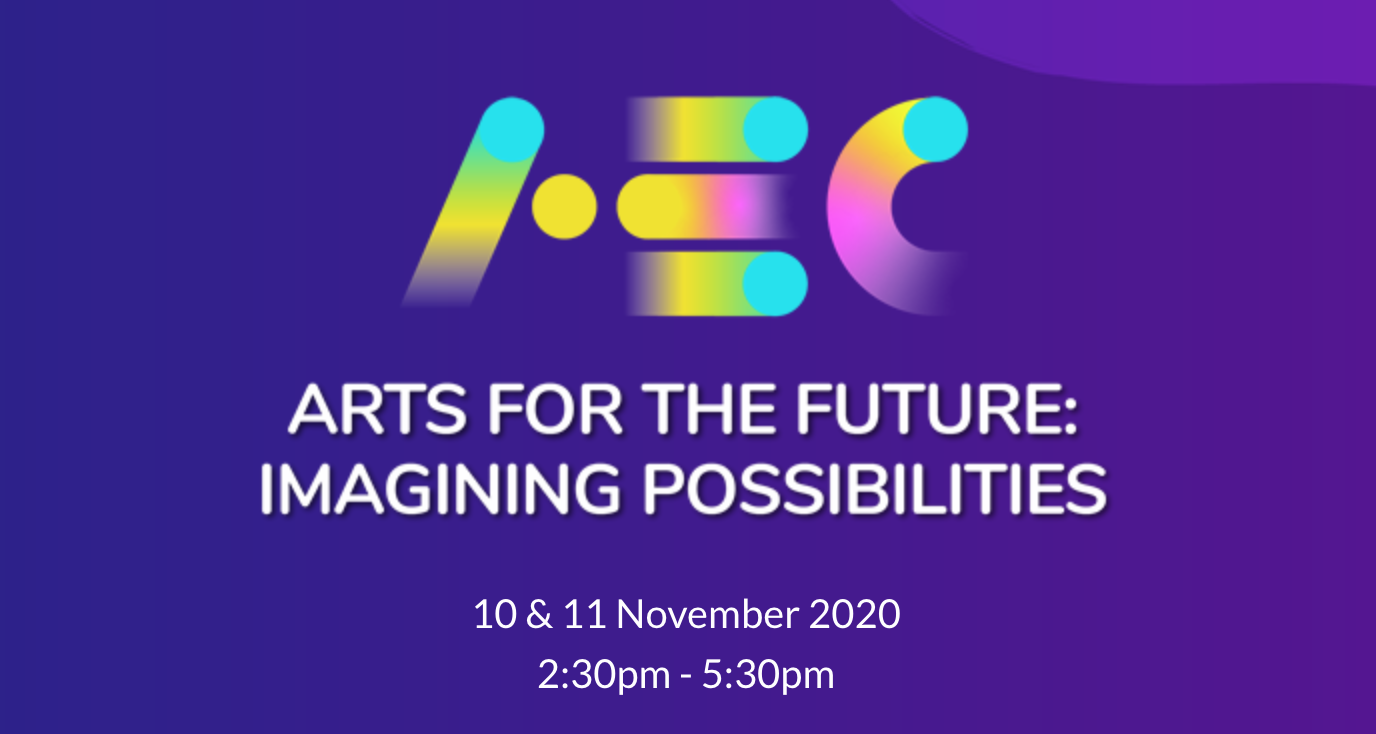 AEC
ARTS FOR THE FUTURE:
IMAGINING POSSIBILITIES
10 & 11 November 2020
2:30pm - 5:30pm